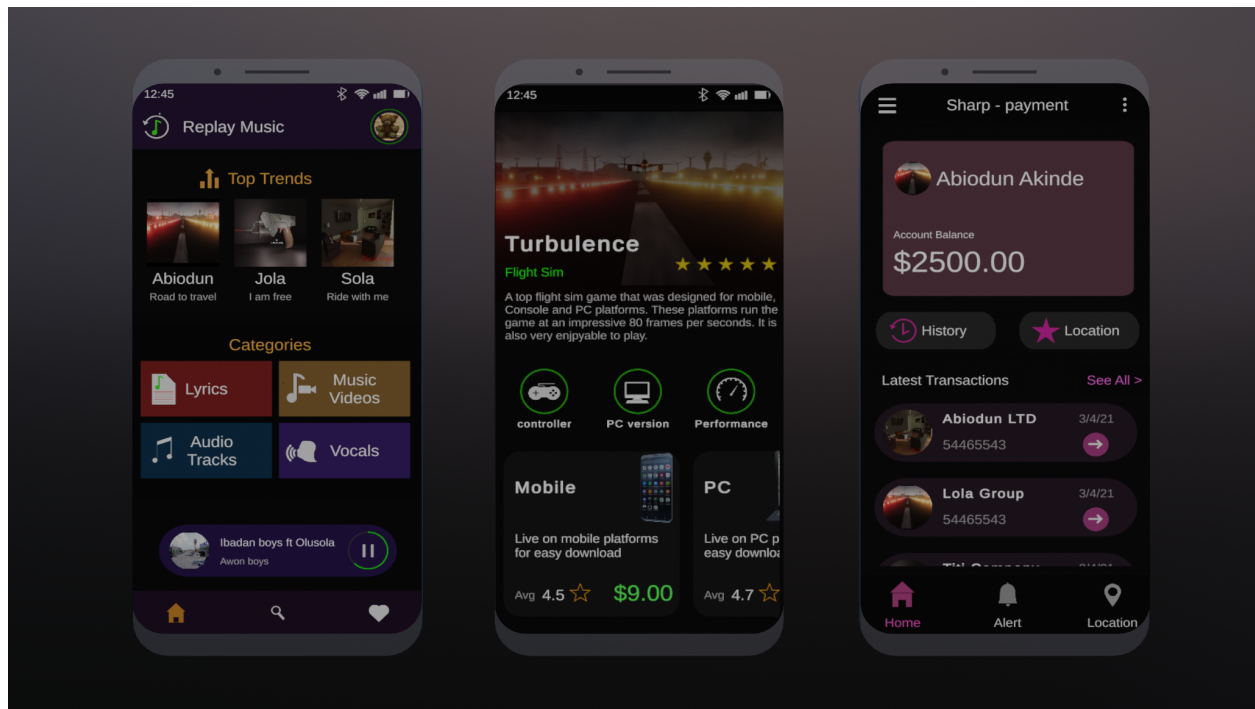 12:45
Replay Music
Top Trends
Abiodun
Road to travel
Jola
I am free
Sola
Ride with me
Categories
Lyrics
Music
Videos
Audio
Tracks
Vocals
Ibadan boys ft Olusola
Awon boys
12:45
Turbulence
Flight Sim
A top flight sim game that was designed for mobile,
Console and PC platforms. These platforms run the
game at an impressive 80 frames per seconds. It is
also very enjpyable to play.
controller
PC version
Performance
Mobile
Live on mobile platforms
for easy download
Avg 4.5
$9.00
PC
Live on PC p
easy downloa
Avg 4.7
Sharp - payment
Abiodun Akinde
Account Balance
$2500.00
History
Location
Latest Transactions
See All >
Abiodun LTD
3/4/21
54465543
Lola Group
3/4/21
54465543
Home
Alert
Location